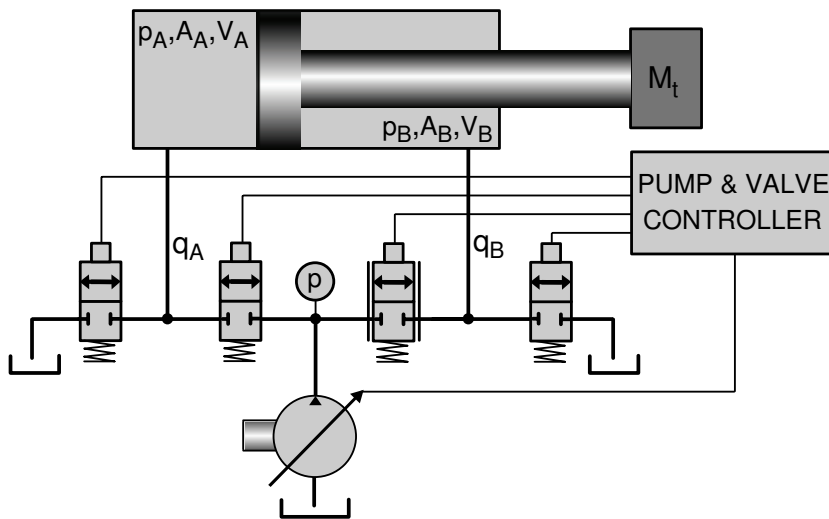 p_A,A_A,V_A
M_t
p_B,A_B,V_B
PUMP & VALVE
CONTROLLER
q_A
q_B
p